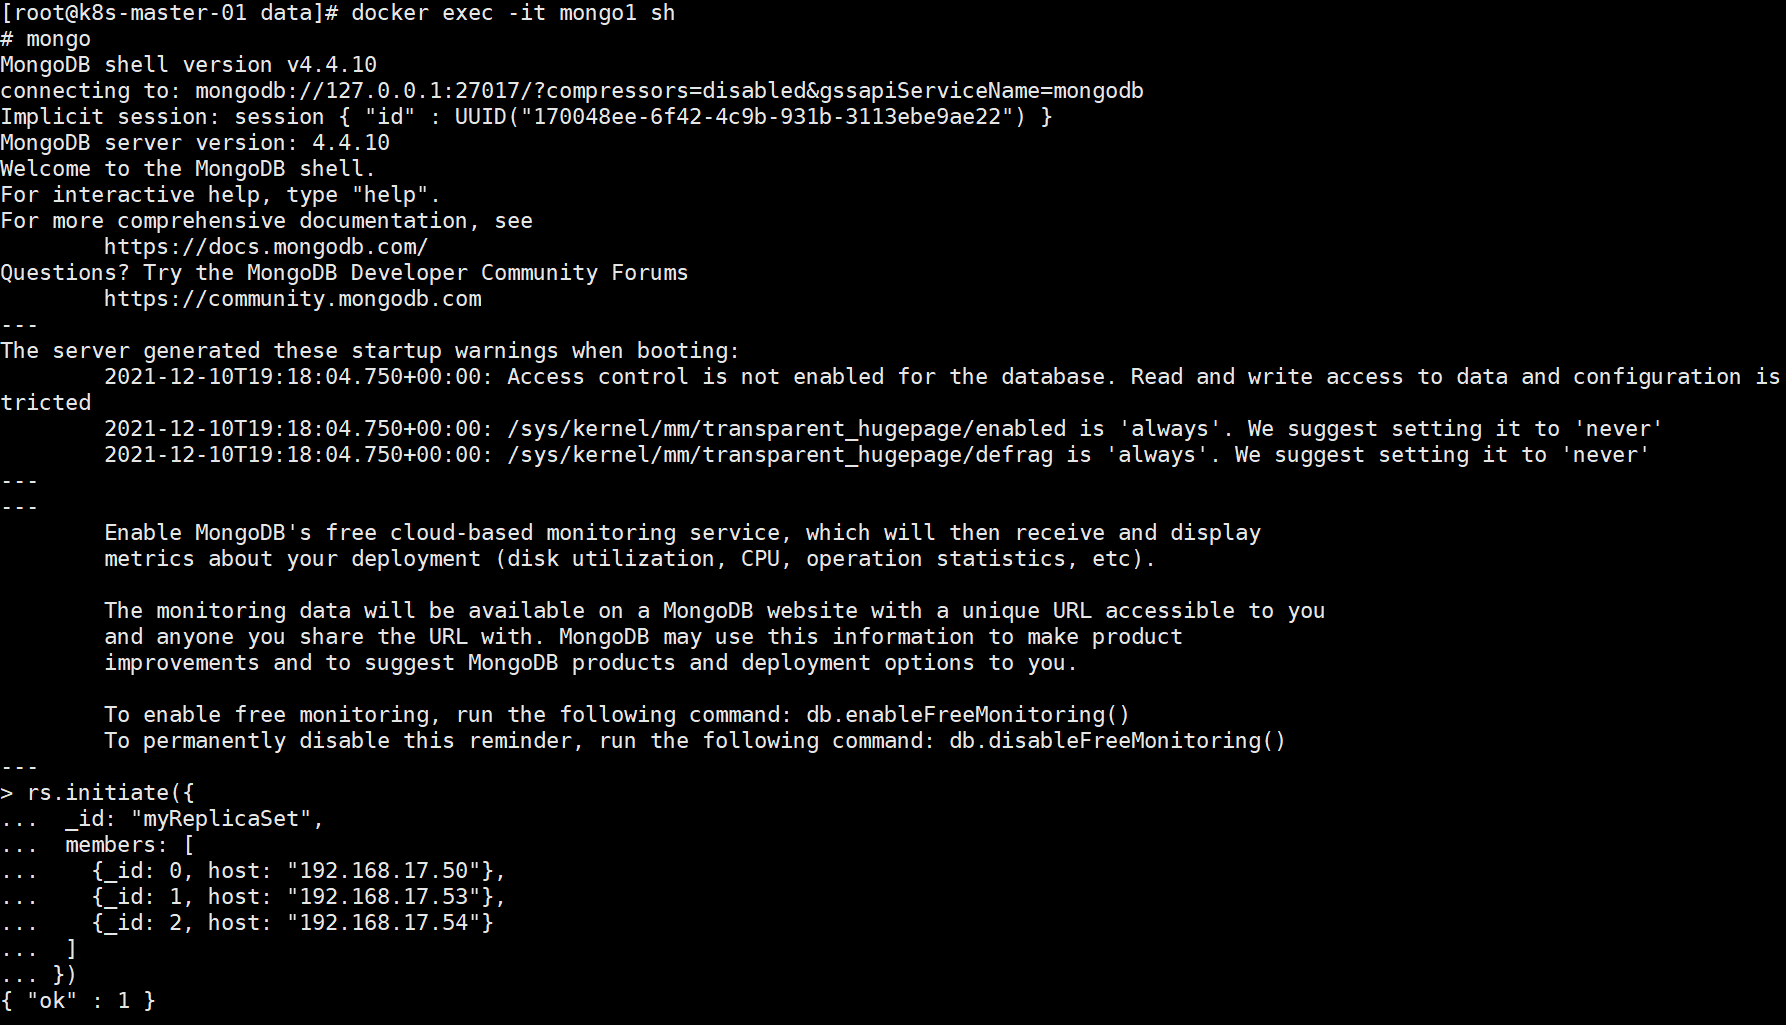 [root@k8s-master-01 data]# docker exec -it mongo1 sh
# mongo
MongoDB shell version v4.4.10
connecting to: mongodb://127.0.0.1:27017/?compressors=disabled&gssapiServiceName=mongodb
Implicit session: session { "id" : UUID("170048ee-6f42-4c9b-931b-3113ebe9ae22") }
MongoDB server version: 4.4.10
Welcome to the MongoDB shell.
For interactive help, type "help".
For more comprehensive documentation, see
        https://docs.mongodb.com/
Questions? Try the MongoDB Developer Community Forums
        https://community.mongodb.com
---
The server generated these startup warnings when booting:
        2021-12-10T19:18:04.750+00:00: Access control is not enabled for the database. Read and write access to data and configuration is
tricted
        2021-12-10T19:18:04.750+00:00: /sys/kernel/mm/transparent_hugepage/enabled is 'always'. We suggest setting it to 'never'
        2021-12-10T19:18:04.750+00:00: /sys/kernel/mm/transparent_hugepage/defrag is 'always'. We suggest setting it to 'never'
---
---
        Enable MongoDB's free cloud-based monitoring service, which will then receive and display
        metrics about your deployment (disk utilization, CPU, operation statistics, etc).

        The monitoring data will be available on a MongoDB website with a unique URL accessible to you
        and anyone you share the URL with. MongoDB may use this information to make product
        improvements and to suggest MongoDB products and deployment options to you.

        To enable free monitoring, run the following command: db.enableFreeMonitoring()
        To permanently disable this reminder, run the following command: db.disableFreeMonitoring()
---
> rs.initiate({
...  _id: "myReplicaSet",
...  members: [
...    {_id: 0, host: "192.168.17.50"},
...    {_id: 1, host: "192.168.17.53"},
...    {_id: 2, host: "192.168.17.54"}
...  ]
... })
{ "ok" : 1 }